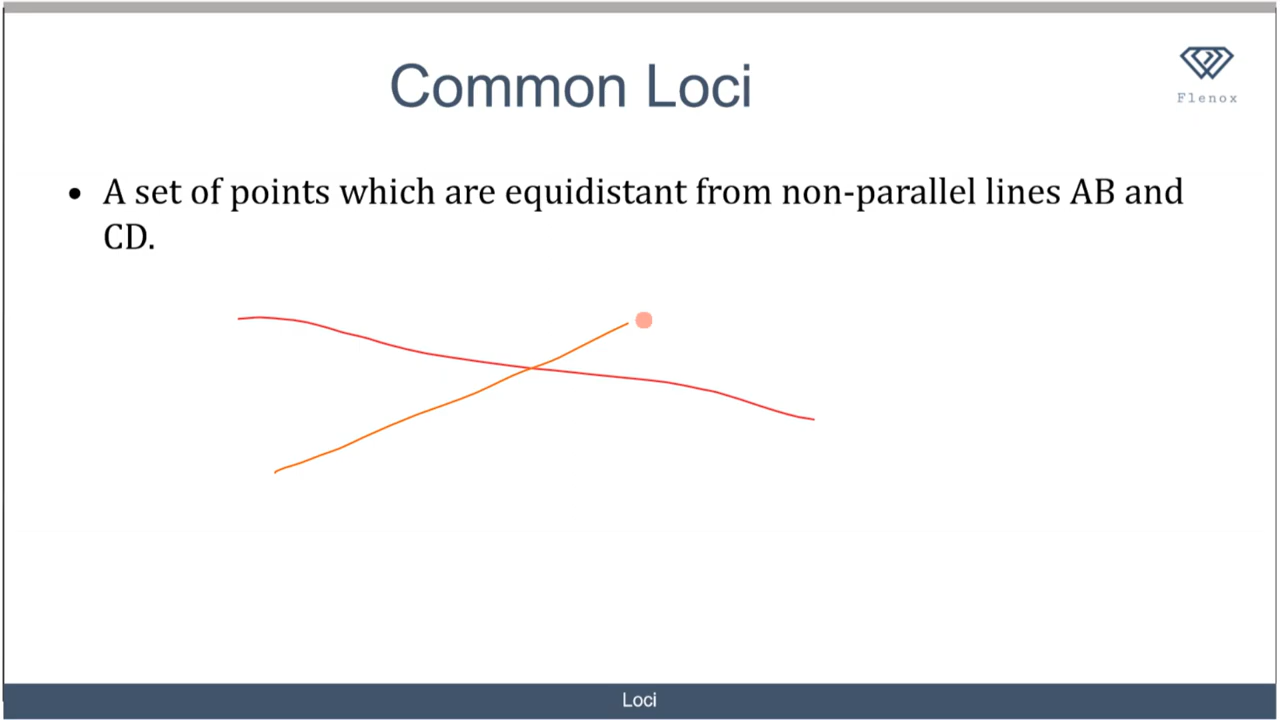 Common Loci
Flenox
• A set of points which are equidistant from non-parallel lines AB and
CD.
Loci